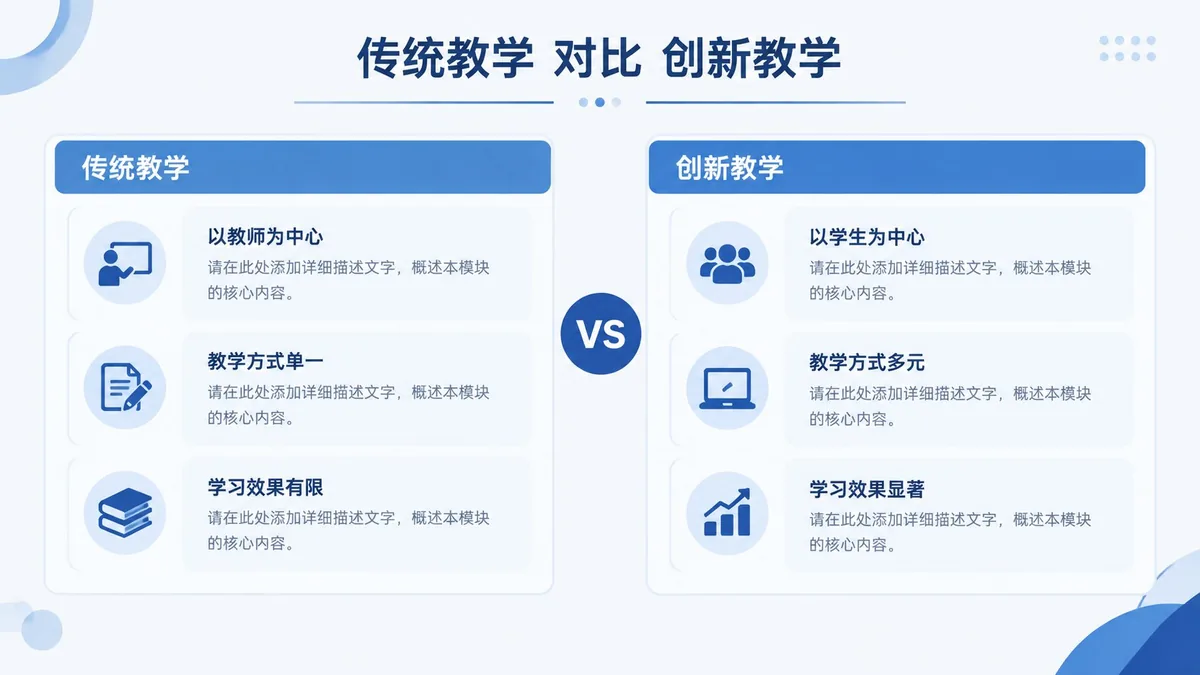 传统教学 对比 创新教学
传统教学
以教师为中心
请在此处添加详细描述文字，概述本模块
的核心内容。
教学方式单一
请在此处添加详细描述文字，概述本模块
的核心内容。
学习效果有限
请在此处添加详细描述文字，概述本模块
的核心内容。
VS
创新教学
以学生为中心
请在此处添加详细描述文字，概述本模块
的核心内容。
教学方式多元
请在此处添加详细描述文字，概述本模块
的核心内容。
学习效果显著
请在此处添加详细描述文字，概述本模块
的核心内容。